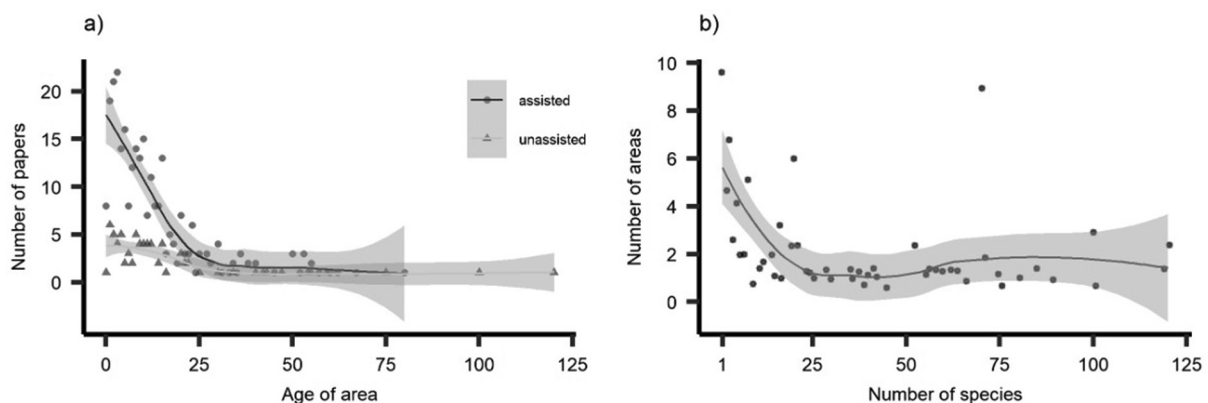 a)
Number of papers
20
15
10
5
0
assisted
unassisted
0
25
50
75
100
125
Age of area
b)
Number of areas
10
8
6
4
2
0
1
25
50
75
100
125
Number of species